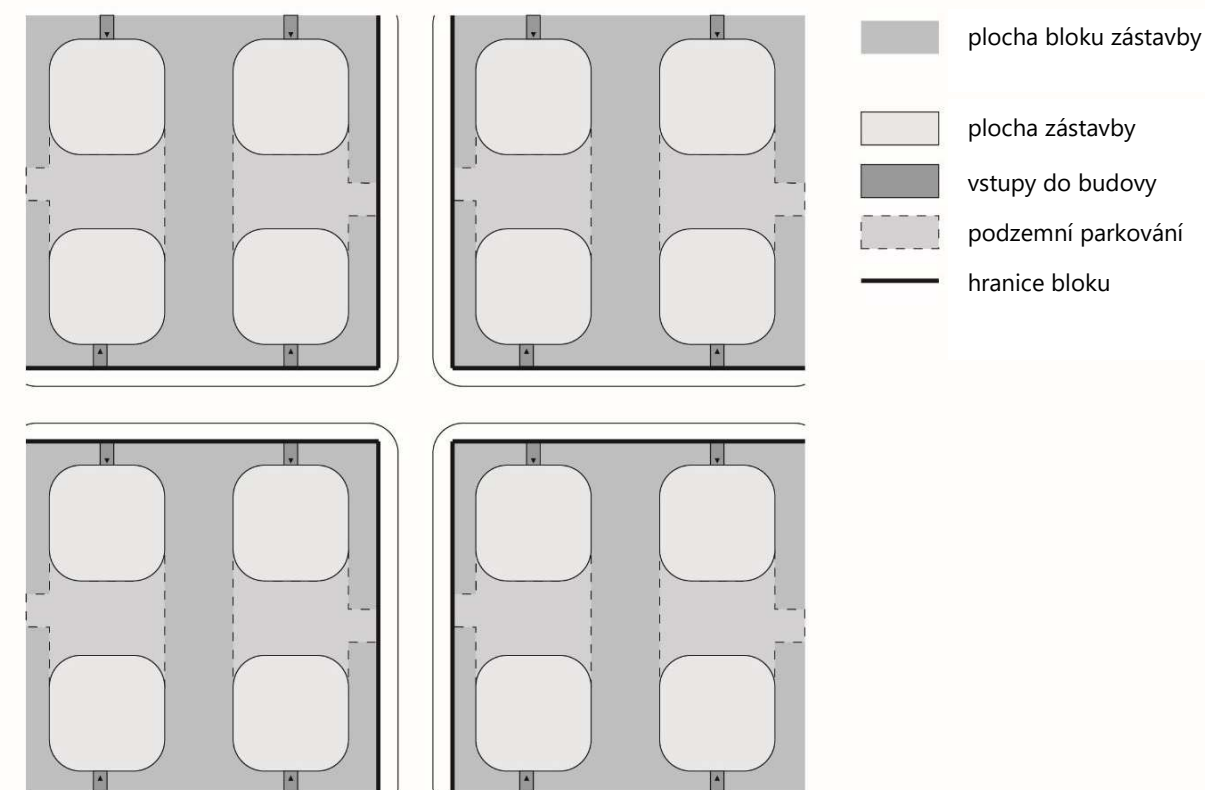 plocha bloku zástavby
plocha zástavby
vstupy do budovy
podzemní parkování
hranice bloku